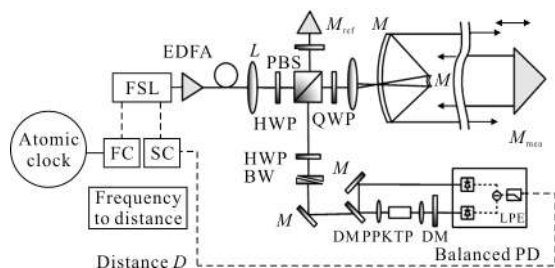 M_ref
EDFA
L
PBS
M
FSL
HWP
QWP
M
M_mea
Atomic
clock
FC
SC
HWP
BW
M
Frequency
to distance
M
LPE
DM PPKTP DM
Balanced PD
Distance D